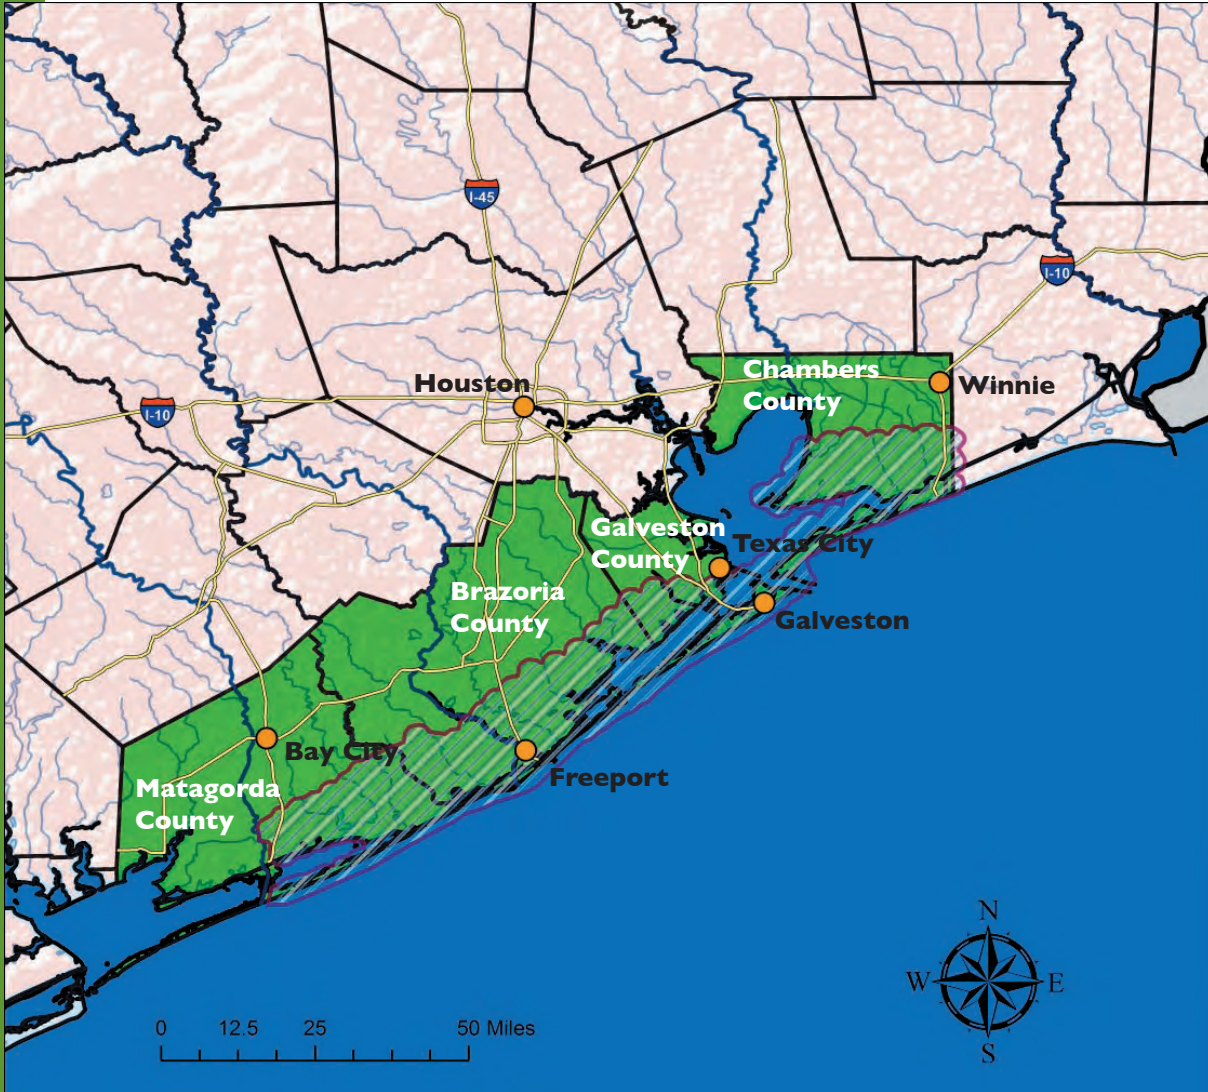 I-45
I-10
Chambers
County
Houston
Winnie
I-10
Galveston
County
Texas City
Brazoria
County
Galveston
Bay City
Freeport
Matagorda
County
N
W E
S
0 12.5 25 50 Miles